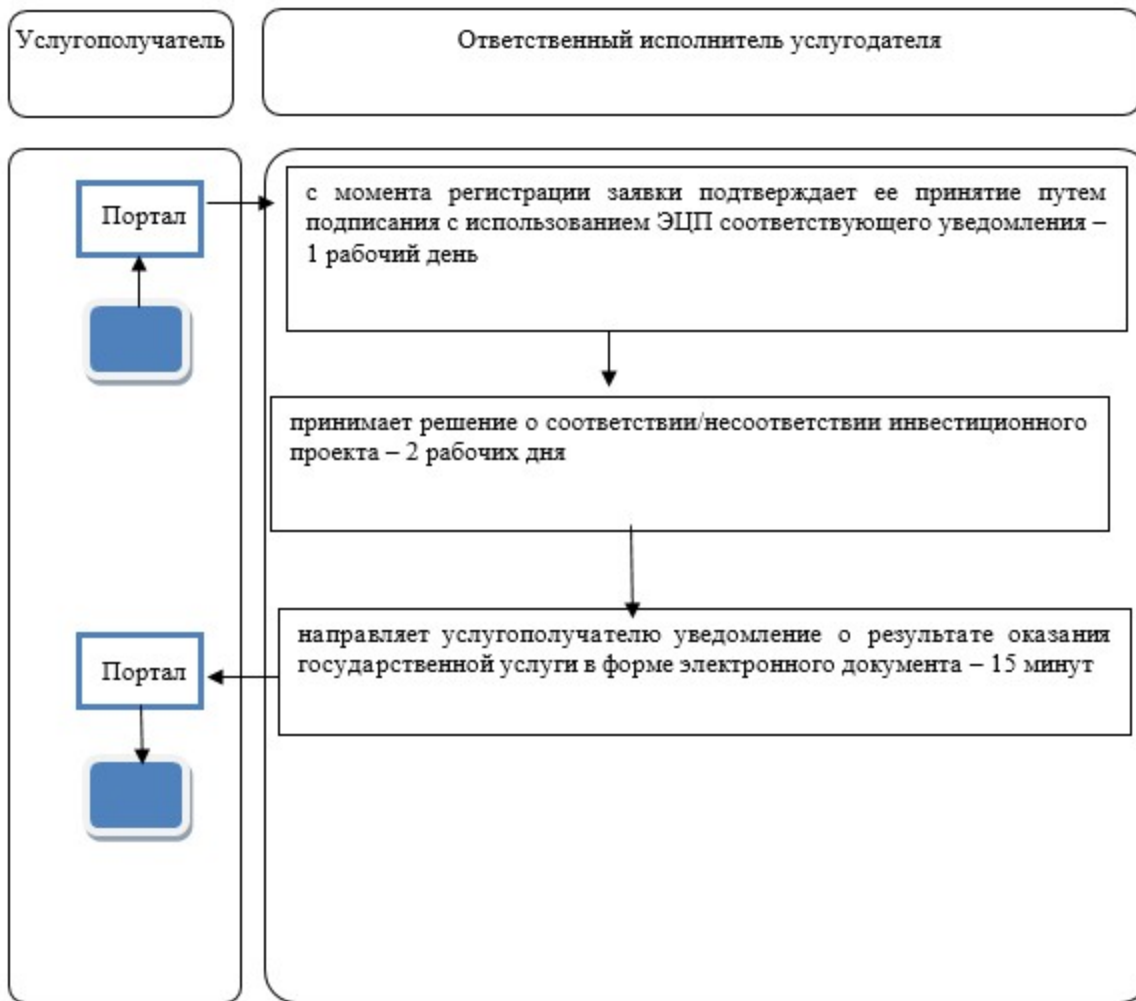 Услугополучатель
Ответственный исполнитель услугодателя
Портал
с момента регистрации заявки подтверждает ее принятие путем
подписания с использованием ЭЦП соответствующего уведомления –
1 рабочий день
принимает решение о соответствии/несоответствии инвестиционного
проекта – 2 рабочих дня
направляет услугополучателю уведомление о результате оказания
государственной услуги в форме электронного документа – 15 минут
Портал